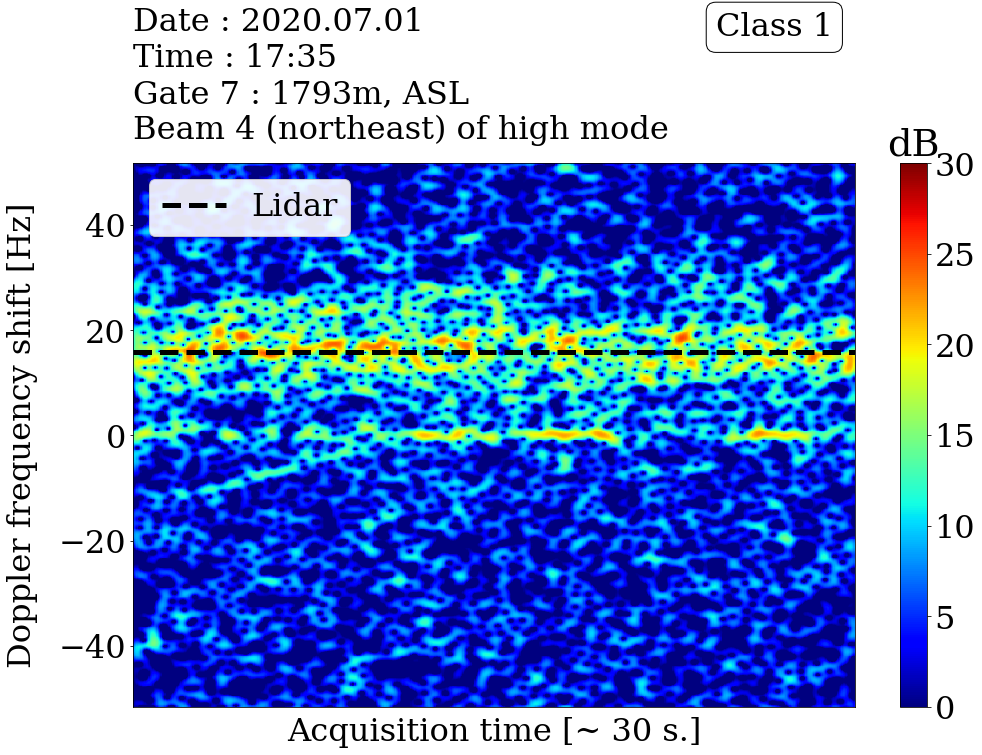 Date : 2020.07.01
Time : 17:35
Gate 7 : 1793m, ASL
Beam 4 (northeast) of high mode
Class 1
dB
Lidar
Doppler frequency shift [Hz]
40
20
0
−20
−40
30
25
20
15
10
5
0
Acquisition time [~ 30 s.]